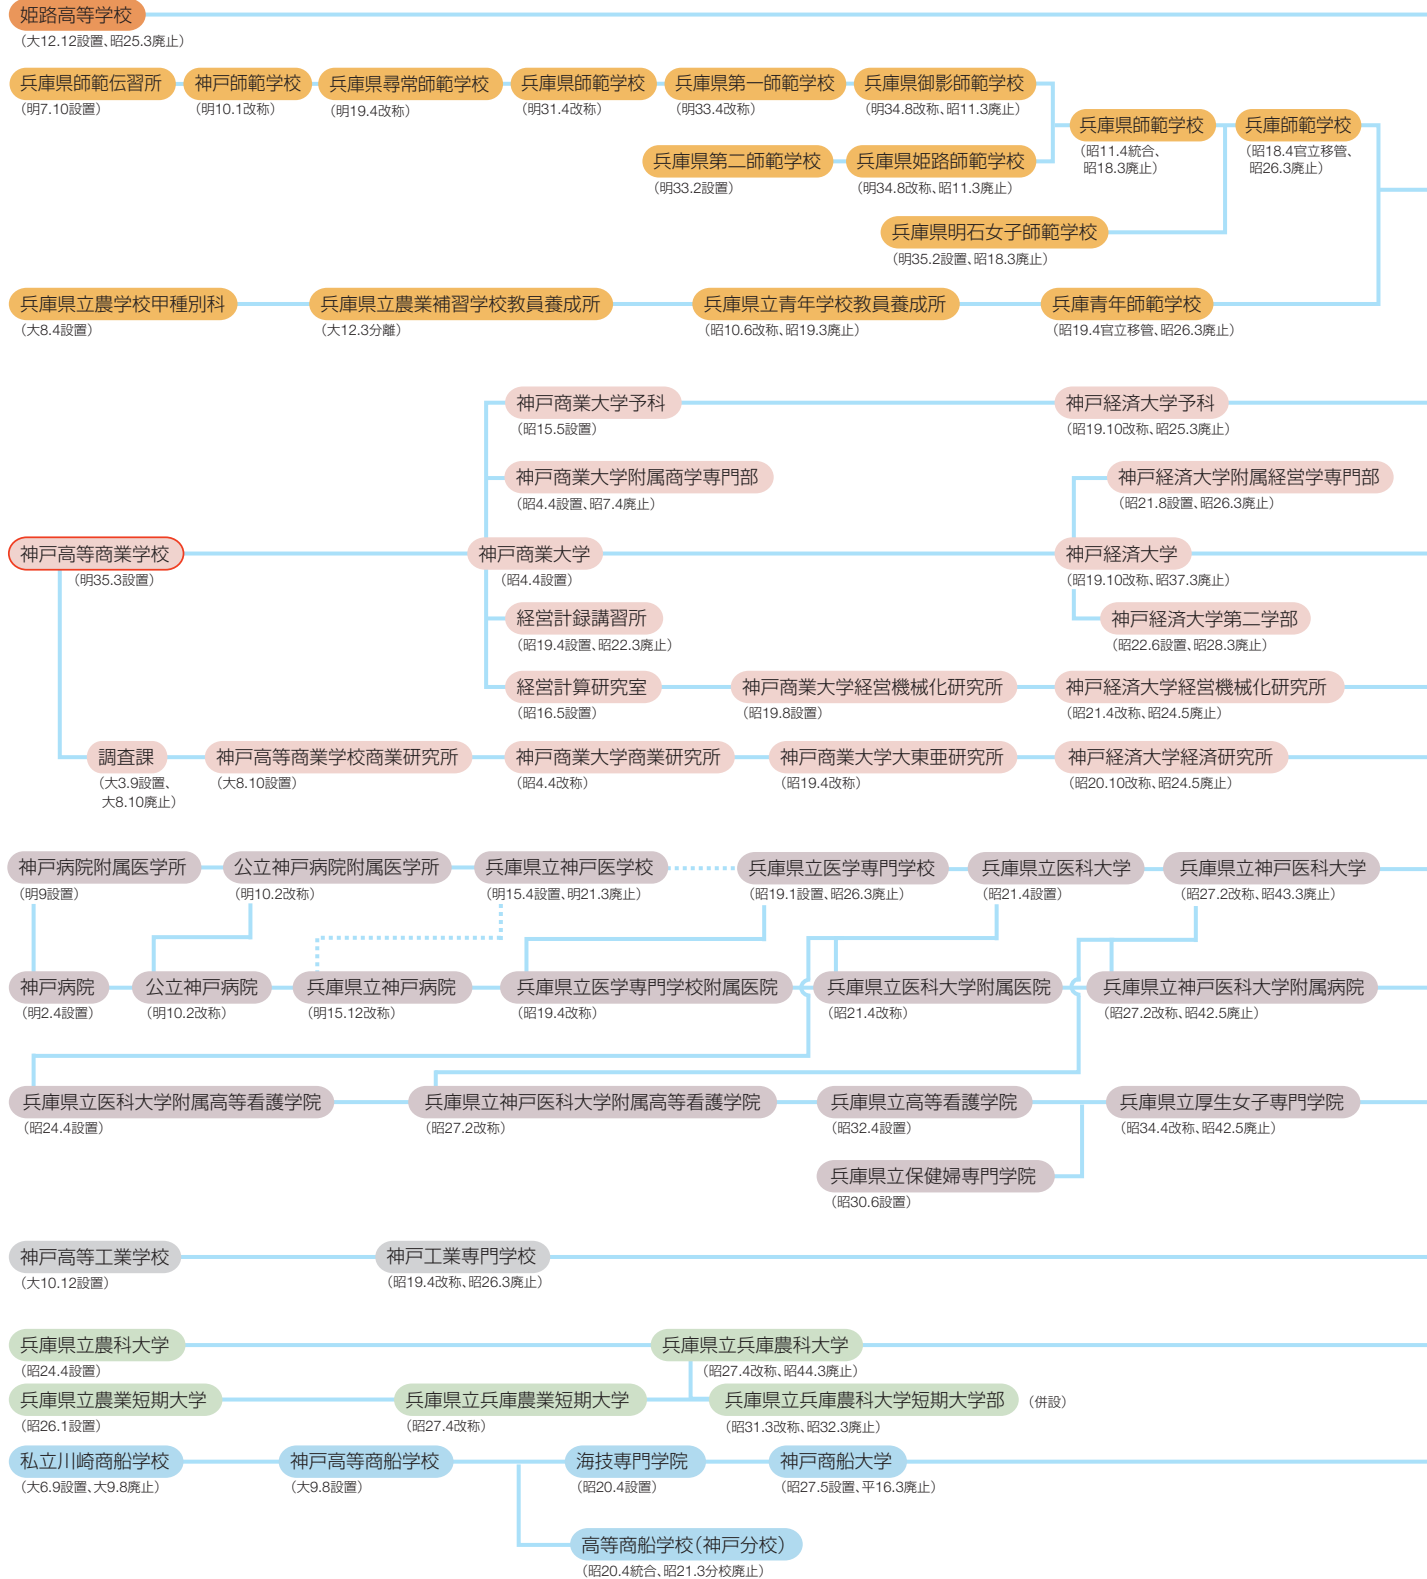 姫路高等学校
（大12.12設置、昭25.3廃止）
兵庫県師範伝習所
（明7.10設置）
神戸師範学校
（明10.1改称）
兵庫県尋常師範学校
（明19.4改称）
兵庫県師範学校
（明31.4改称）
兵庫県第一師範学校
（明33.4改称）
兵庫県御影師範学校
（明34.8改称、昭11.3廃止）
兵庫県師範学校
（昭11.4統合、
昭18.3廃止）
兵庫師範学校
（昭18.4官立移管、
昭26.3廃止）
兵庫県第二師範学校
（明33.2設置）
兵庫県姫路師範学校
（明34.8改称、昭11.3廃止）
兵庫県明石女子師範学校
（明35.2設置、昭18.3廃止）
兵庫県立農学校甲種別科
（大8.4設置）
兵庫県立農業補習学校教員養成所
（大12.3分離）
兵庫県立青年学校教員養成所
（昭10.6改称、昭19.3廃止）
兵庫青年師範学校
（昭19.4官立移管、昭26.3廃止）
神戸商業大学予科
（昭15.5設置）
神戸経済大学予科
（昭19.10改称、昭25.3廃止）
神戸商業大学附属商学専門部
（昭4.4設置、昭7.4廃止）
神戸経済大学附属経営学専門部
（昭21.8設置、昭26.3廃止）
神戸高等商業学校
（明35.3設置）
神戸商業大学
（昭4.4設置）
神戸経済大学
（昭19.10改称、昭37.3廃止）
経営計録講習所
（昭19.4設置、昭22.3廃止）
神戸経済大学第二学部
（昭22.6設置、昭28.3廃止）
経営計算研究室
（昭16.5設置）
神戸商業大学経営機械化研究所
（昭19.8設置）
神戸経済大学経営機械化研究所
（昭21.4改称、昭24.5廃止）
調査課
（大3.9設置、
大8.10廃止）
神戸高等商業学校商業研究所
（大8.10設置）
神戸商業大学商業研究所
（昭4.4改称）
神戸商業大学大東亜研究所
（昭19.4改称）
神戸経済大学経済研究所
（昭20.10改称、昭24.5廃止）
神戸病院附属医学所
（明9設置）
公立神戸病院附属医学所
（明10.2改称）
兵庫県立神戸医学校
（明15.4設置、明21.3廃止）
兵庫県立医学専門学校
（昭19.1設置、昭26.3廃止）
兵庫県立医科大学
（昭21.4設置）
兵庫県立神戸医科大学
（昭27.2改称、昭43.3廃止）
神戸病院
（明2.4設置）
公立神戸病院
（明10.2改称）
兵庫県立神戸病院
（明15.12改称）
兵庫県立医学専門学校附属医院
（昭19.4改称）
兵庫県立医科大学附属医院
（昭21.4改称）
兵庫県立神戸医科大学附属病院
（昭27.2改称、昭42.5廃止）
兵庫県立医科大学附属高等看護学院
（昭24.4設置）
兵庫県立神戸医科大学附属高等看護学院
（昭27.2改称）
兵庫県立高等看護学院
（昭32.4設置）
兵庫県立厚生女子専門学院
（昭34.4改称、昭42.5廃止）
兵庫県立保健婦専門学院
（昭30.6設置）
神戸高等工業学校
（大10.12設置）
神戸工業専門学校
（昭19.4改称、昭26.3廃止）
兵庫県立農科大学
（昭24.4設置）
兵庫県立兵庫農科大学
（昭27.4改称、昭44.3廃止）
兵庫県立農業短期大学
（昭26.1設置）
兵庫県立兵庫農業短期大学
（昭27.4改称）
兵庫県立兵庫農科大学短期大学部 （併設）
（昭31.3改称、昭32.3廃止）
私立川崎商船学校
（大6.9設置、大9.8廃止）
神戸高等商船学校
（大9.8設置）
海技専門学院
（昭20.4設置）
神戸商船大学
（昭27.5設置、平16.3廃止）
高等商船学校（神戸分校）
（昭20.4統合、昭21.3分校廃止）